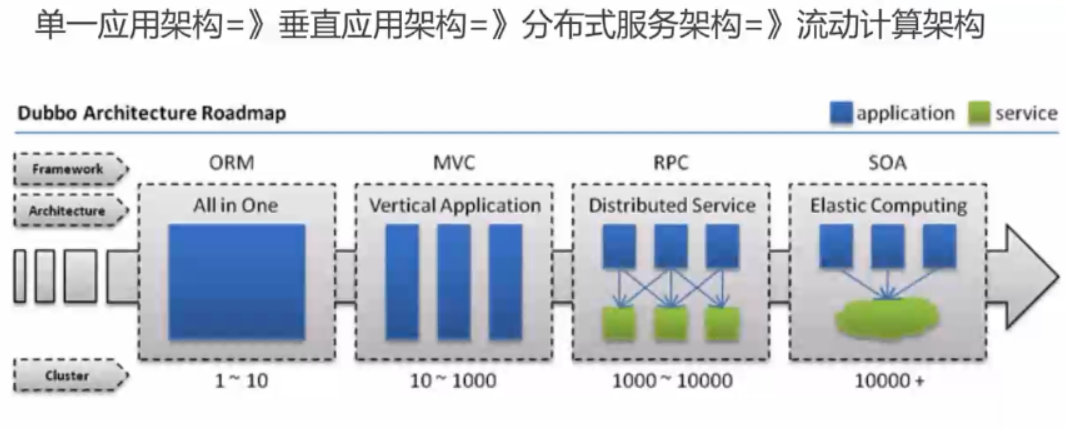 单一应用架构=》垂直应用架构=》分布式服务架构=》流动计算架构
Dubbo Architecture Roadmap
application
service
Framework
ORM
MVC
RPC
SOA
Architecture
All in One
Vertical Application
Distributed Service
Elastic Computing
Cluster
1 ~ 10
10 ~ 1000
1000 ~ 10000
10000 +